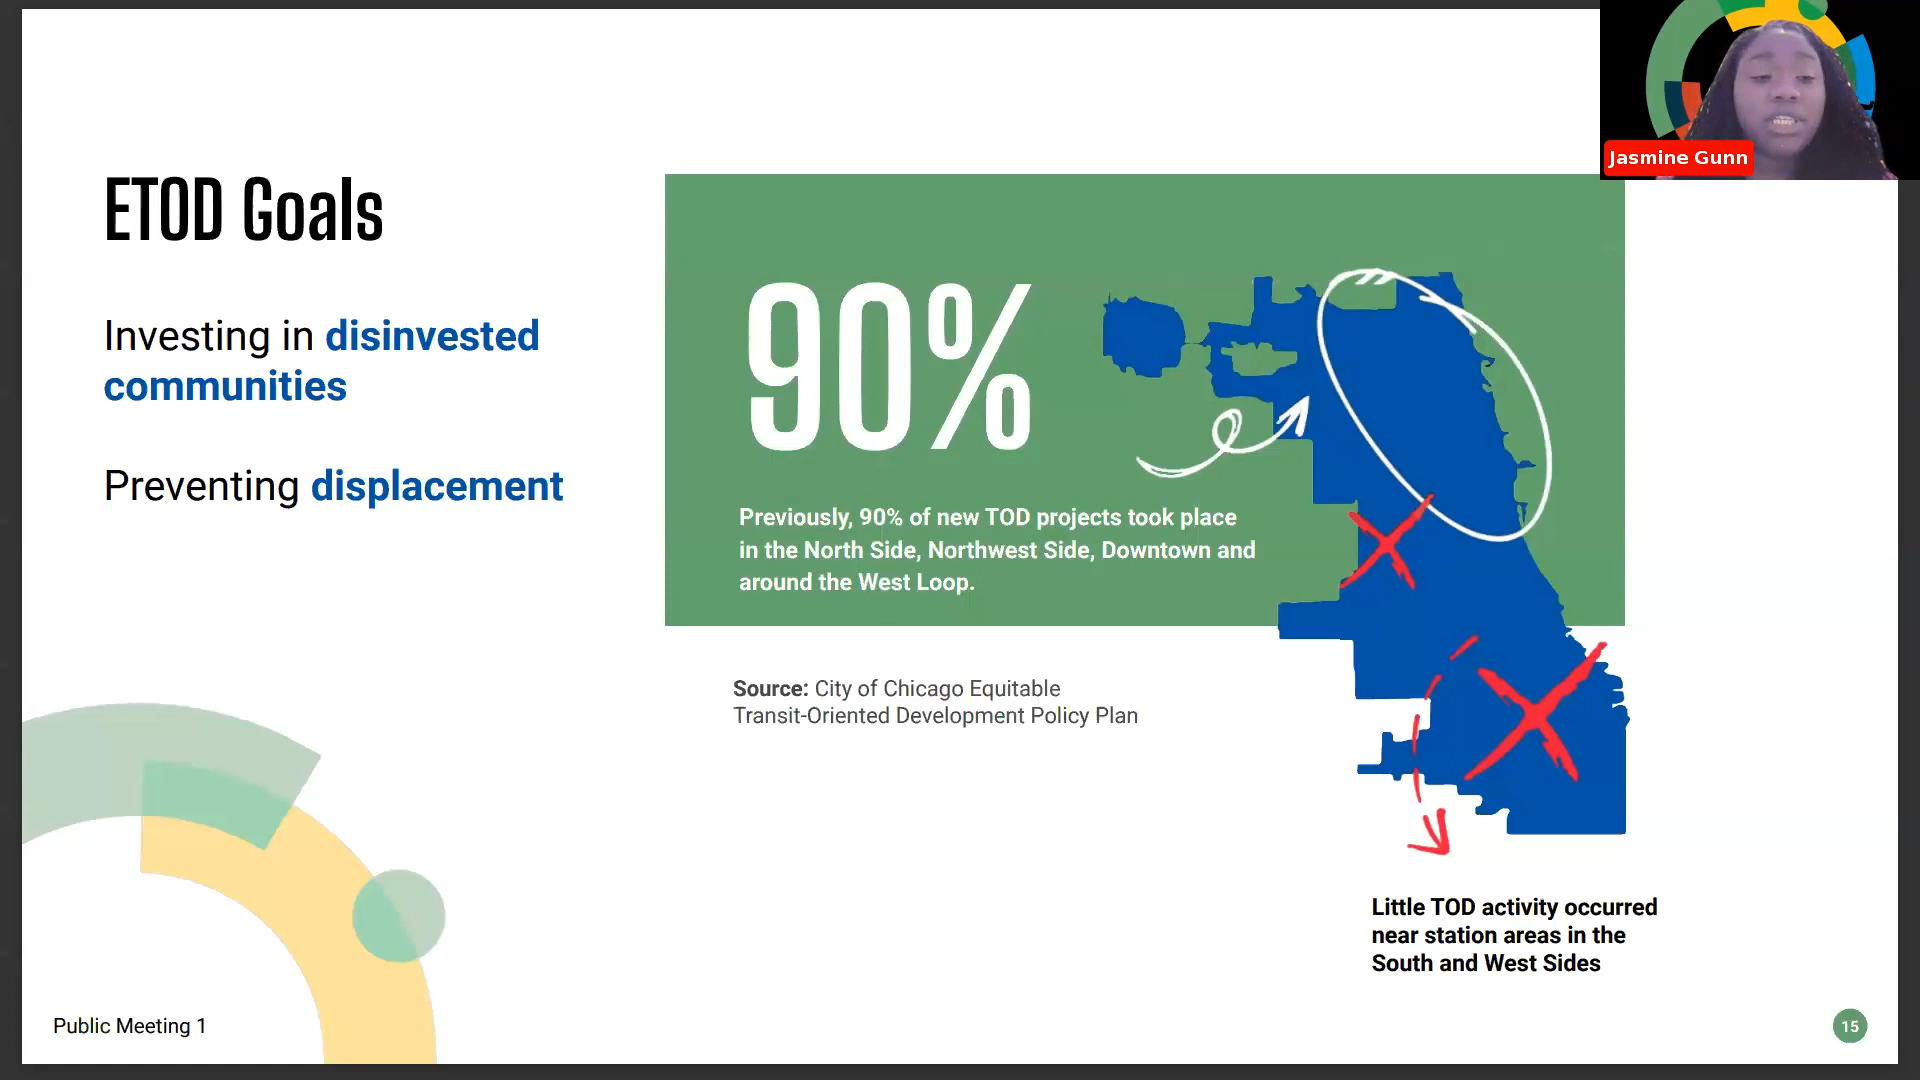 Jasmine Gunn
ETOD Goals
Investing in disinvested
communities
Preventing displacement
90%
Previously, 90% of new TOD projects took place
in the North Side, Northwest Side, Downtown and
around the West Loop.
Source: City of Chicago Equitable
Transit-Oriented Development Policy Plan
Little TOD activity occurred
near station areas in the
South and West Sides
Public Meeting 1
15